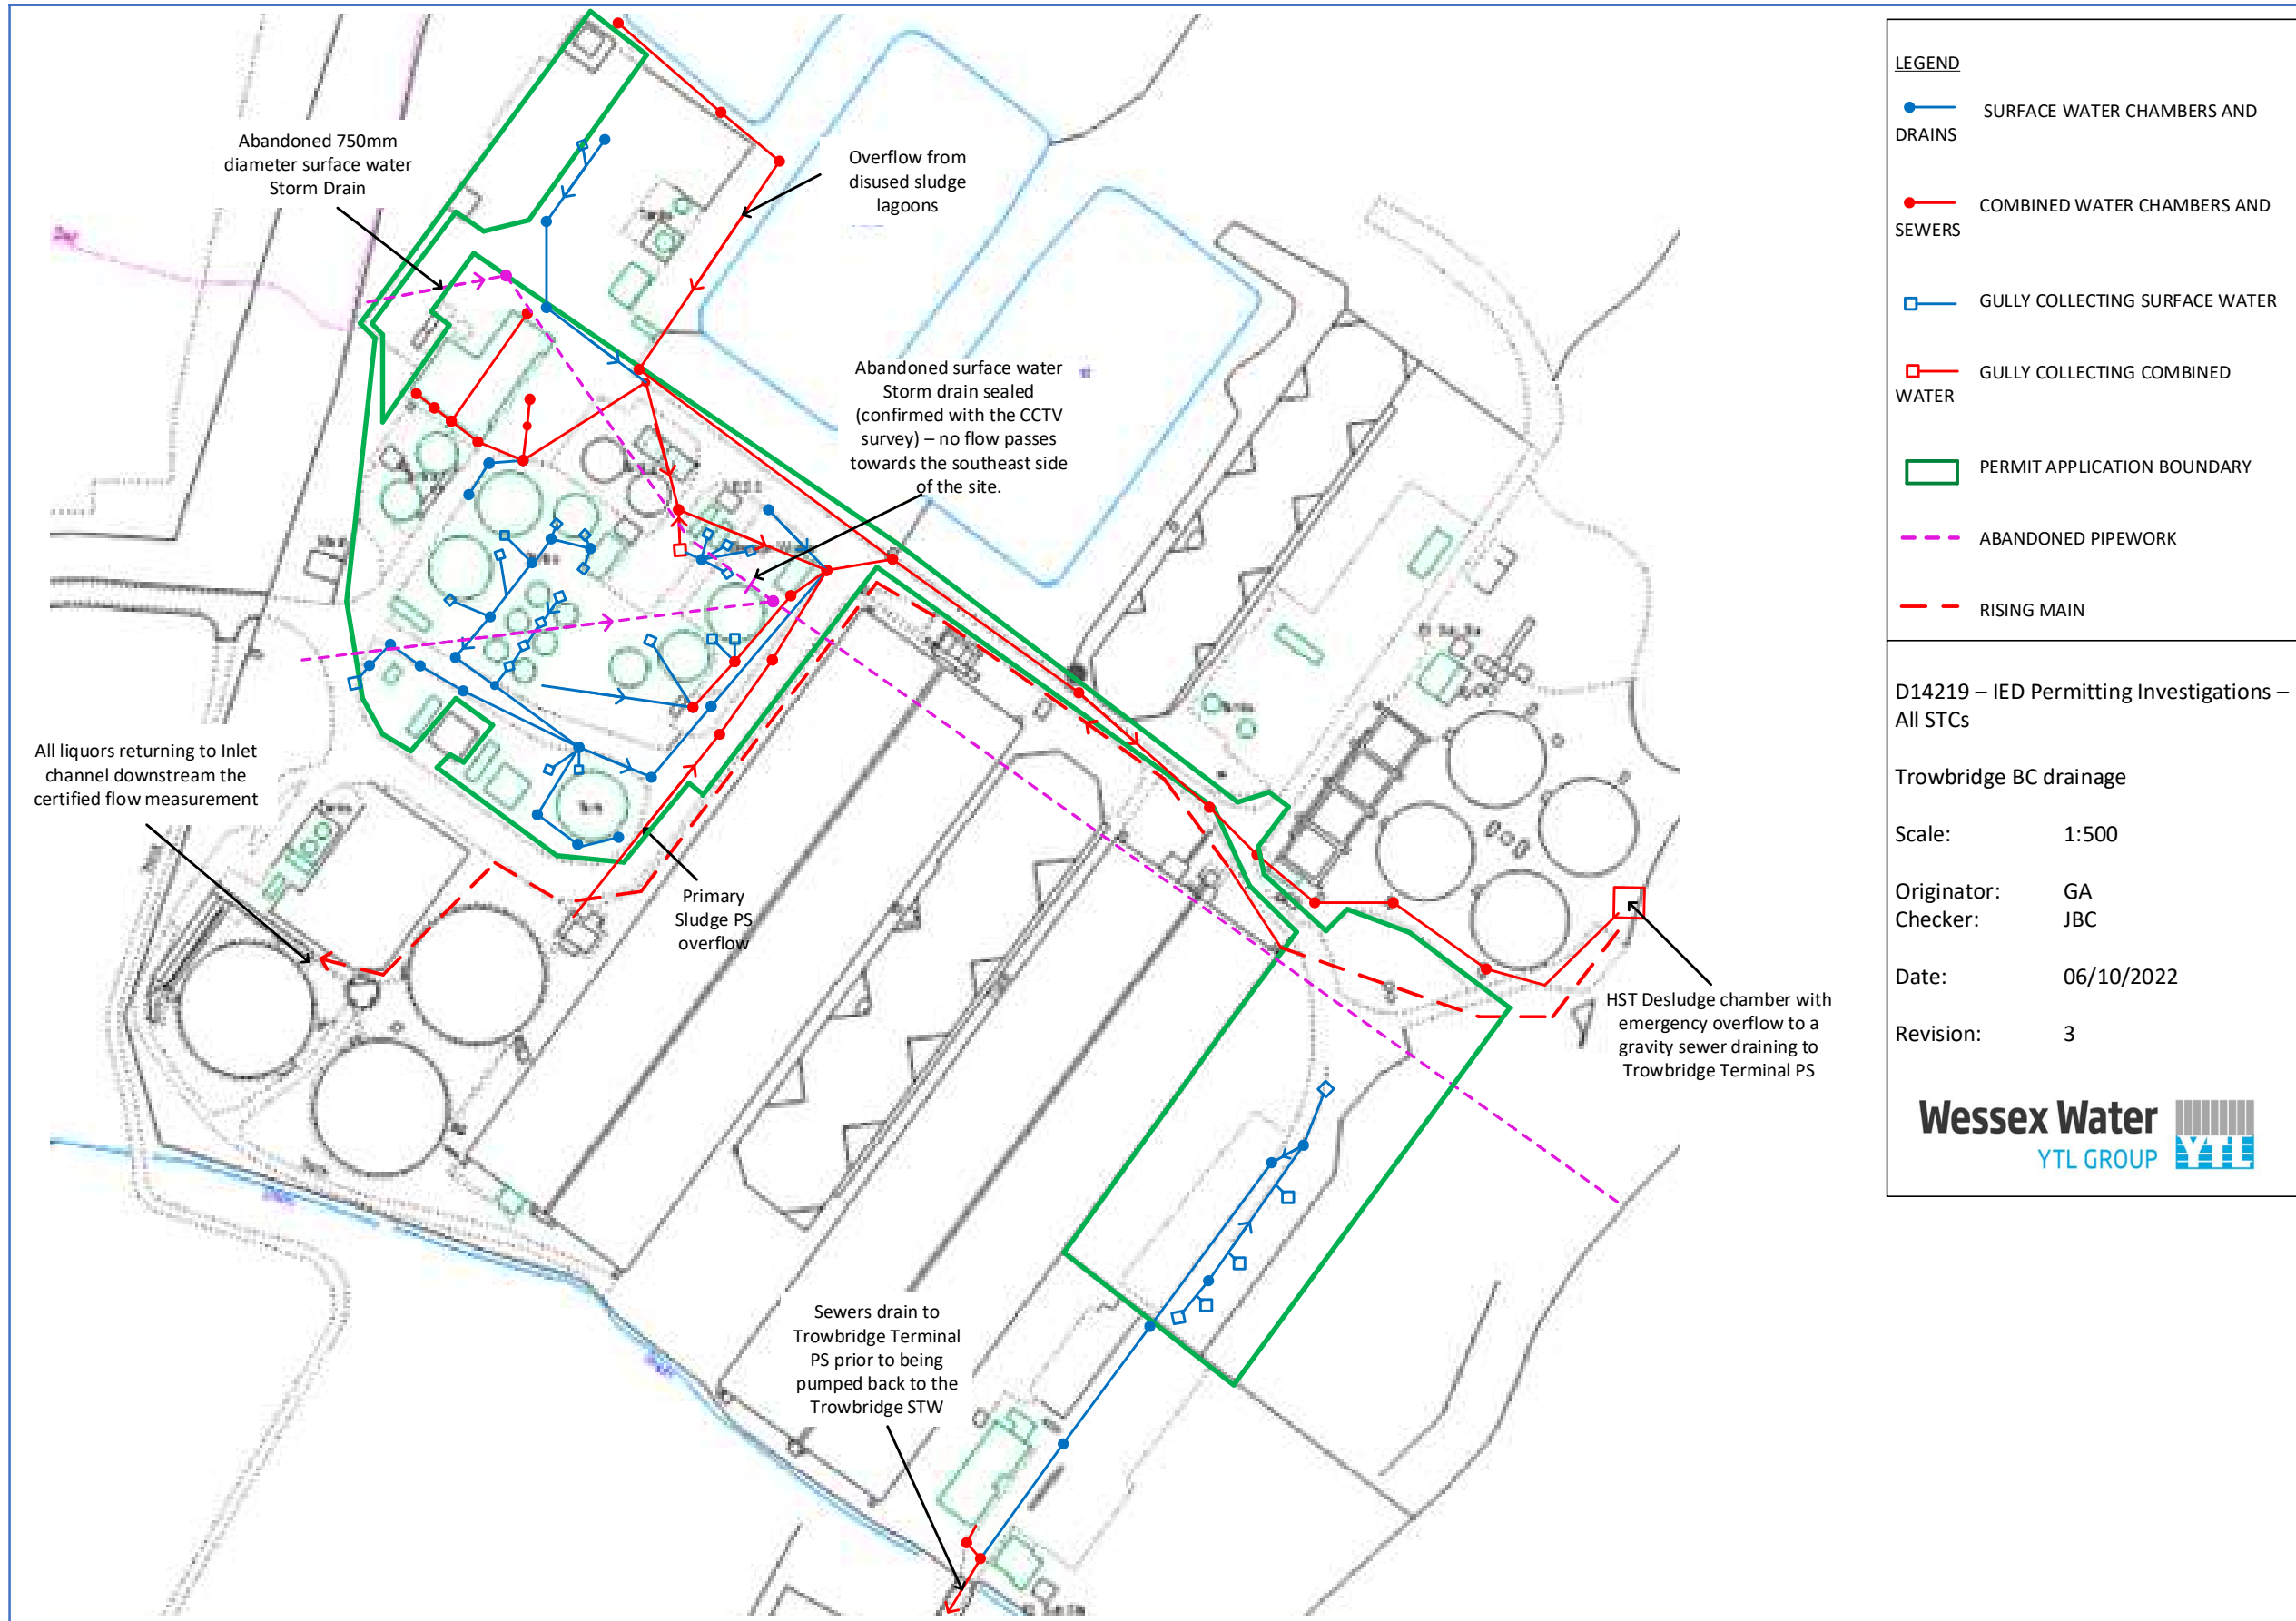 Abandoned 750mm
diameter surface water
Storm Drain
Overflow from
disused sludge
lagoons
Abandoned surface water
Storm drain sealed
(confirmed with the CCTV
survey) – no flow passes
towards the southeast side
of the site.
All liquors returning to Inlet
channel downstream the
certified flow measurement
Primary
Sludge PS
overflow
HST Desludge chamber with
emergency overflow to a
gravity sewer draining to
Trowbridge Terminal PS
Sewers drain to
Trowbridge Terminal
PS prior to being
pumped back to the
Trowbridge STW
LEGEND
SURFACE WATER CHAMBERS AND
DRAINS
COMBINED WATER CHAMBERS AND
SEWERS
GULLY COLLECTING SURFACE WATER
GULLY COLLECTING COMBINED
WATER
PERMIT APPLICATION BOUNDARY
ABANDONED PIPEWORK
RISING MAIN
D14219 – IED Permitting Investigations –
All STCs
Trowbridge BC drainage
Scale: 1:500
Originator: GA
Checker: JBC
Date: 06/10/2022
Revision: 3
Wessex Water
YTL GROUP
YTL